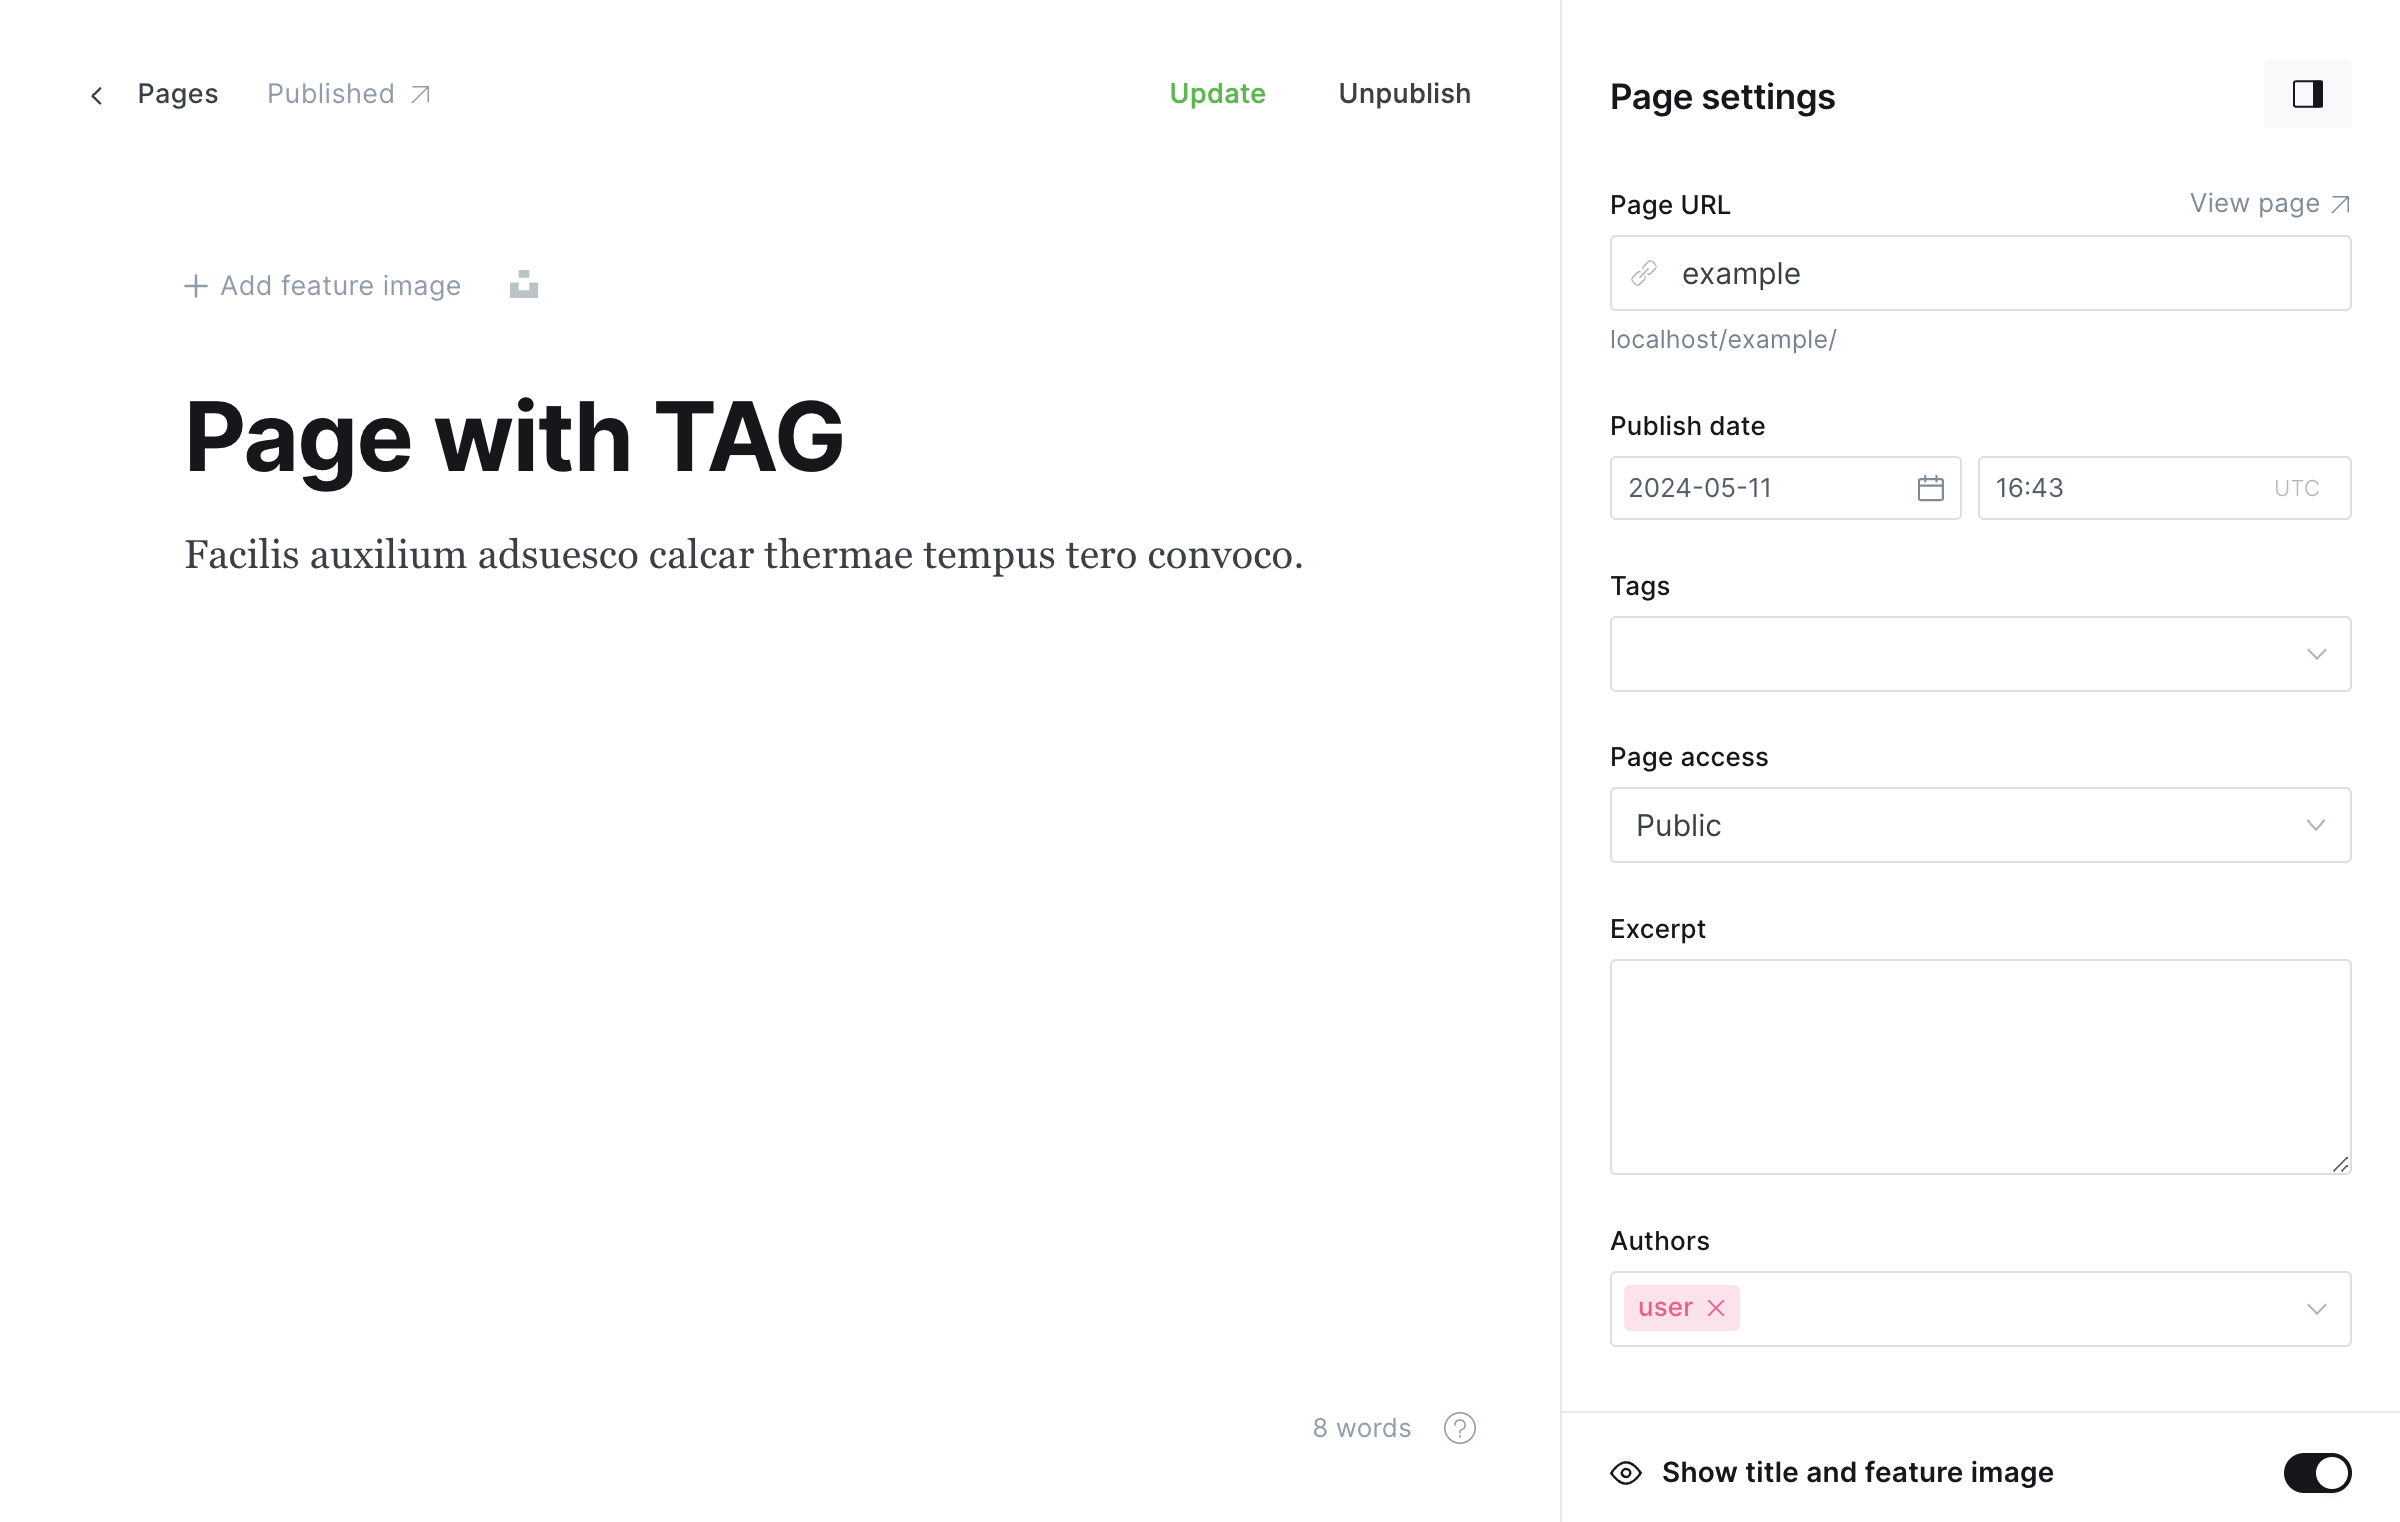 Pages Published Update Unpublish
Add feature image
Page with TAG
Facilis auxilium adsuesco calcar thermae tempus tero convoco.
8 words ?
Page settings
Page URL View page
example
localhost/example/
Publish date
2024-05-11 16:43 UTC
Tags
Page access
Public
Excerpt
Authors
user
Show title and feature image